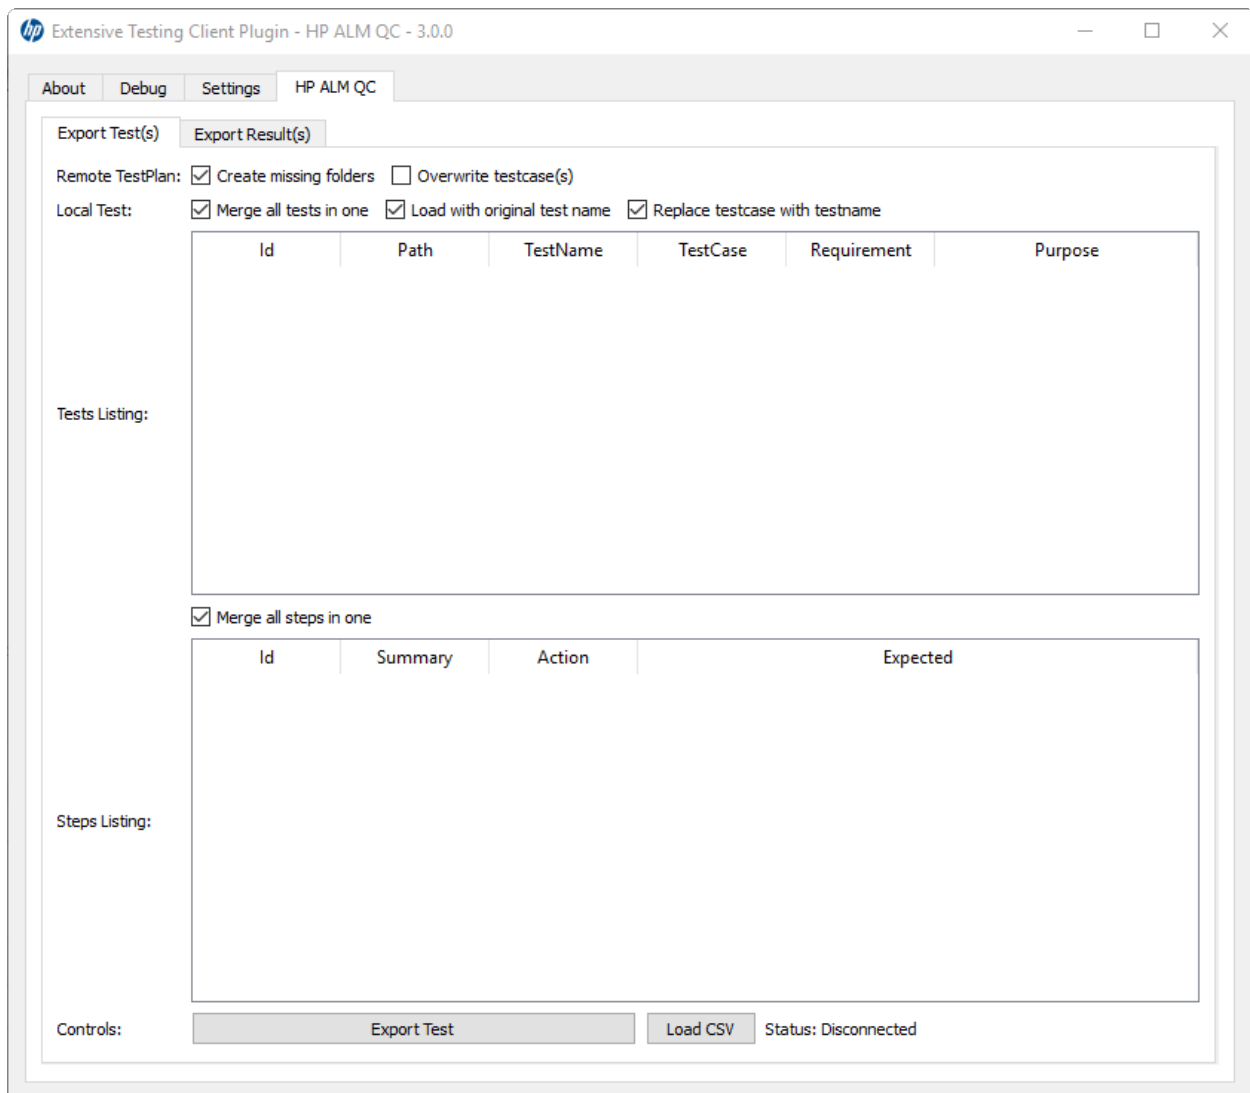 hp Extensive Testing Client Plugin - HP ALM QC - 3.0.0
About Debug Settings HP ALM QC
Export Test(s) Export Result(s)
Remote TestPlan: Create missing folders Overwrite testcase(s)
Local Test: Merge all tests in one Load with original test name Replace testcase with testname
Id Path TestName TestCase Requirement Purpose
Tests Listing:
Merge all steps in one
Id Summary Action Expected
Steps Listing:
Controls: Export Test Load CSV Status: Disconnected